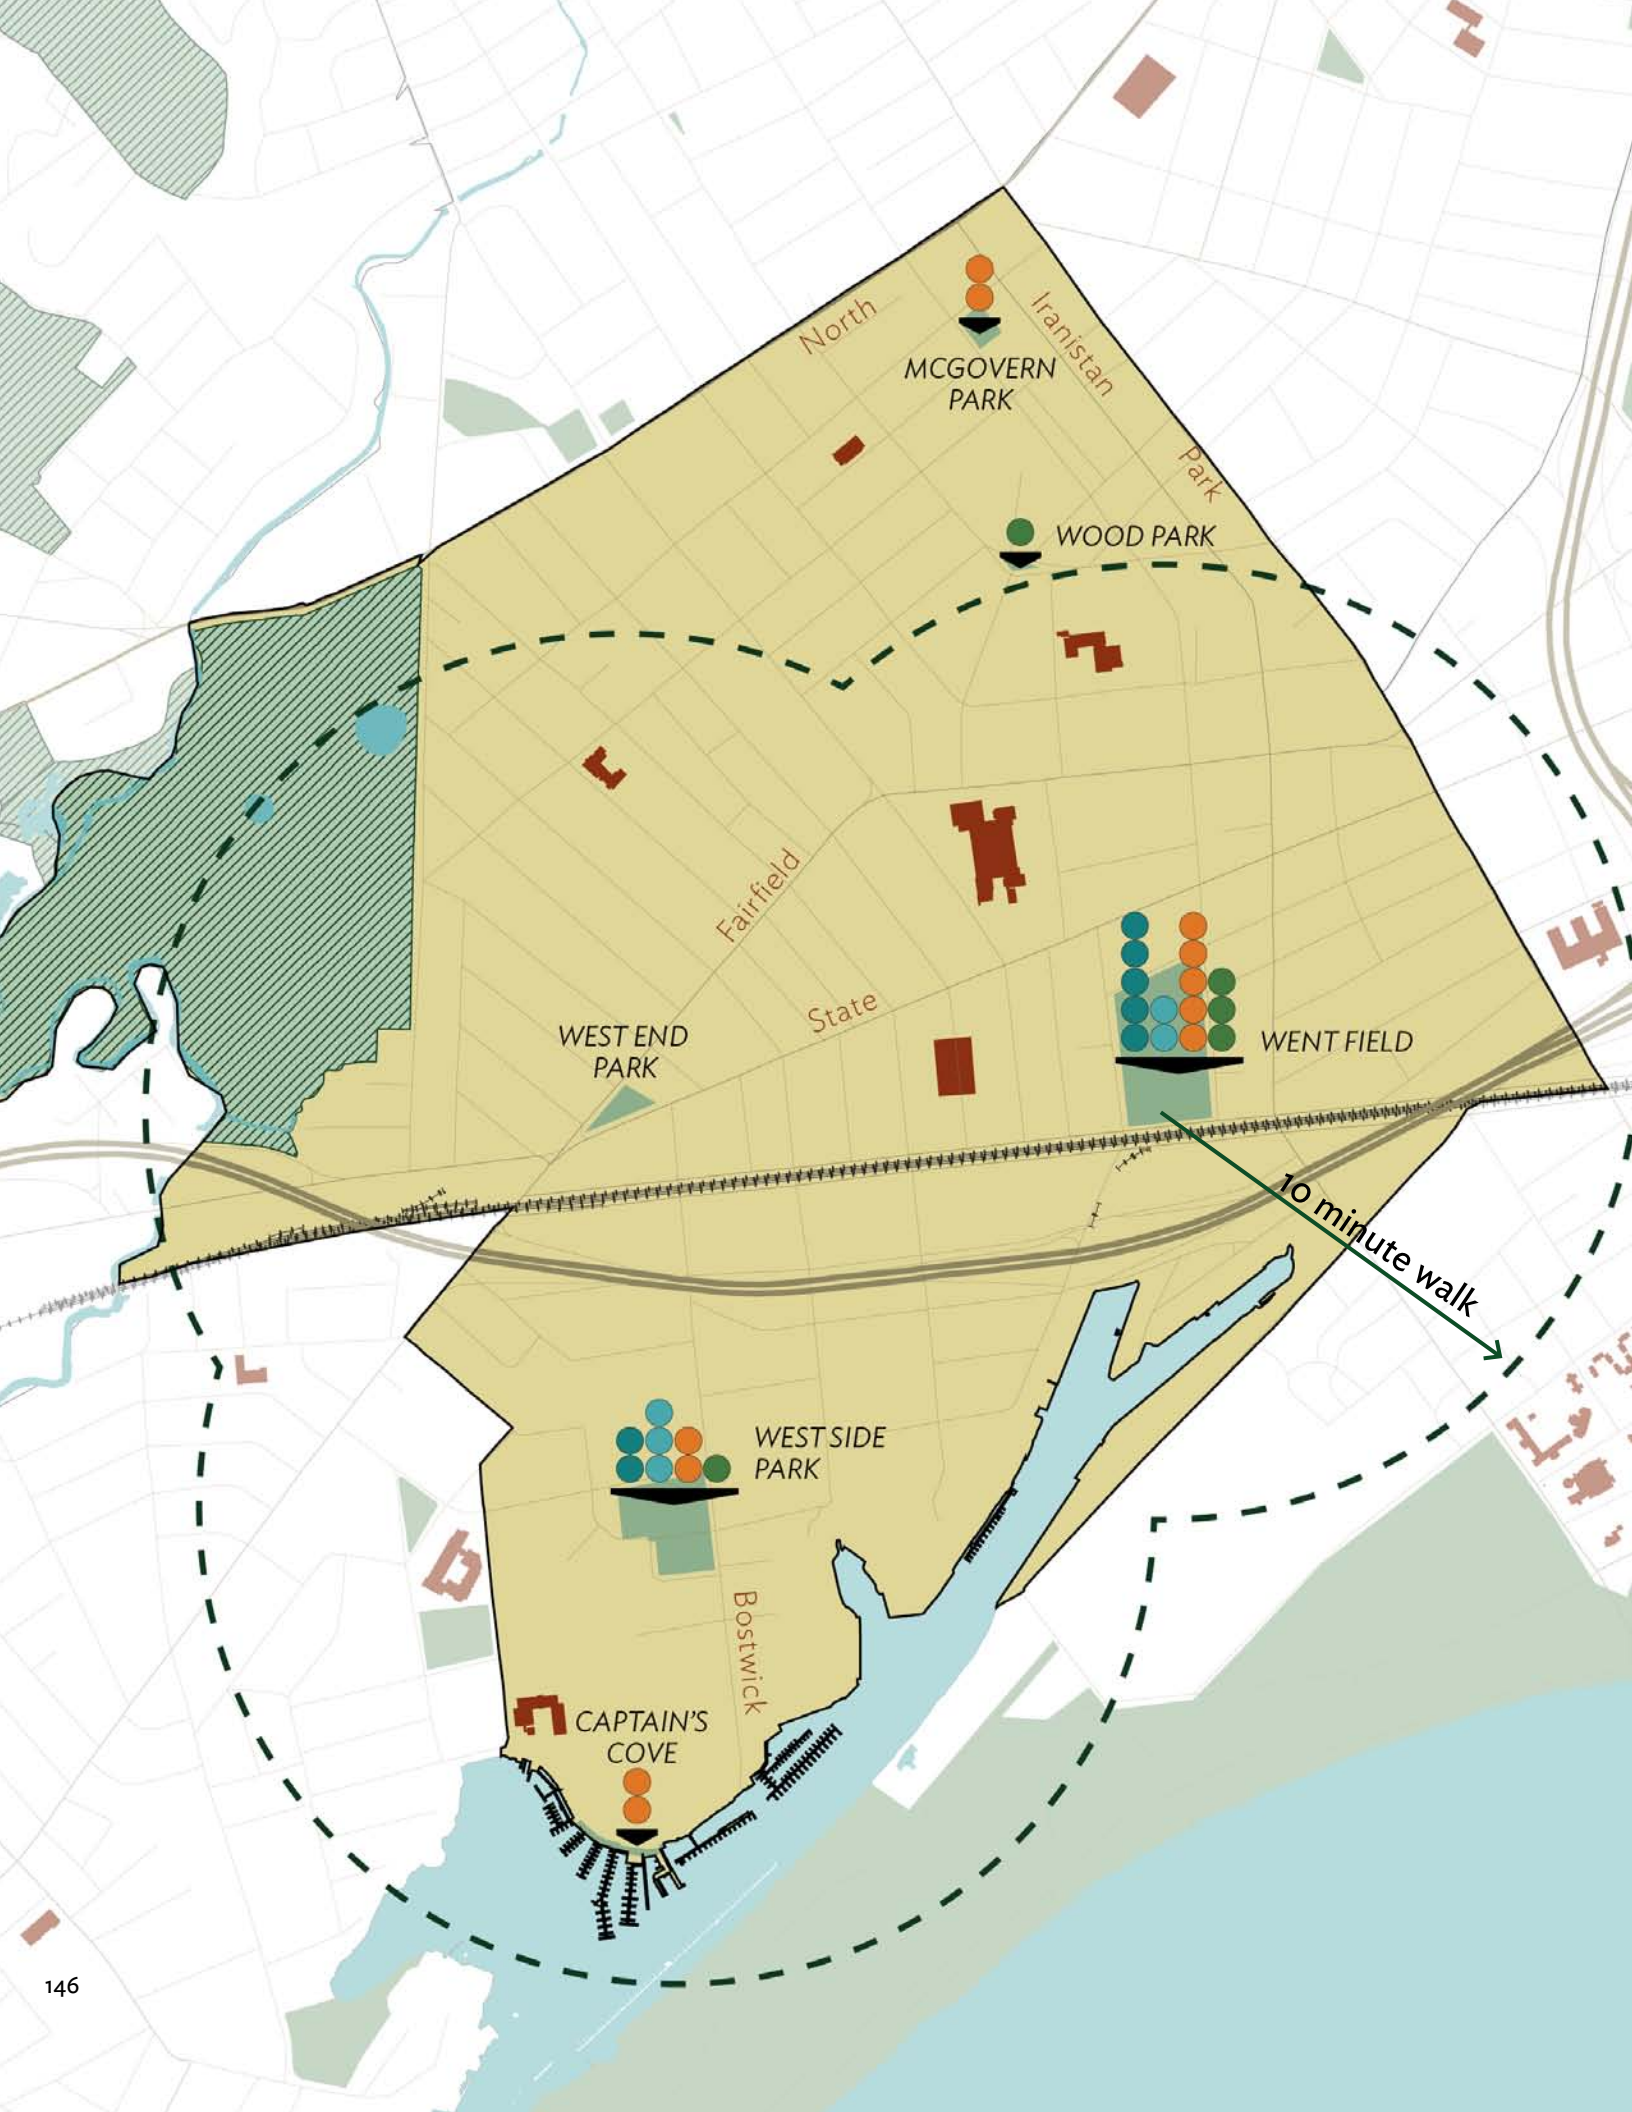 North
Iranistan
MCGOVERN
PARK
Park
WOOD PARK
Fairfield
State
WEST END
PARK
WENT FIELD
10 minute walk
WEST SIDE
PARK
Bostwick
CAPTAIN'S
COVE
146